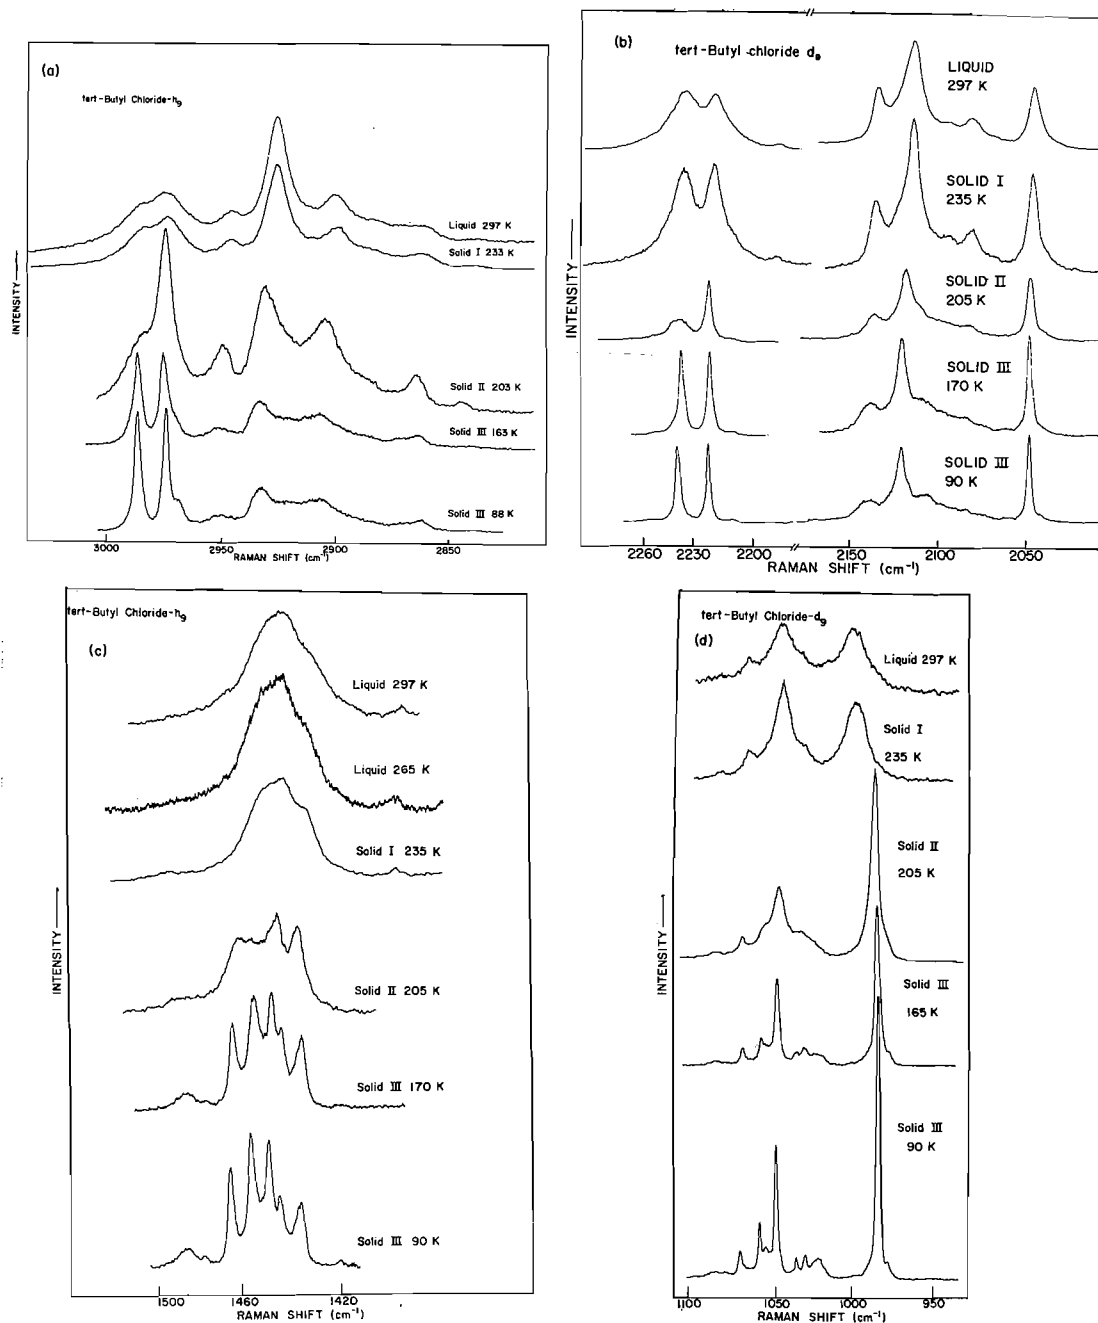 (a)
tert-Butyl Chloride-h9
Liquid 297 K
Solid I 233 K
Solid II 203 K
Solid III 163 K
Solid III 88 K
INTENSITY
3000 2950 2900 2850
RAMAN SHIFT (cm-1)
(b)
tert-Butyl chloride d9
LIQUID
297 K
SOLID I
235 K
SOLID II
205 K
SOLID III
170 K
SOLID III
90 K
INTENSITY
2260 2200 2150 2100 2050
RAMAN SHIFT (cm-1)
tert-Butyl Chloride-h9
(c)
Liquid 297 K
Liquid 265 K
Solid I 235 K
Solid II 205 K
Solid III 170 K
Solid III 90 K
INTENSITY
1500 1460 1420
RAMAN SHIFT (cm-1)
tert-Butyl Chloride-d9
(d)
Liquid 297 K
Solid I
235 K
Solid II
205 K
Solid III
165 K
Solid III
90 K
INTENSITY
1100 1050 1000 950
RAMAN SHIFT (cm-1)